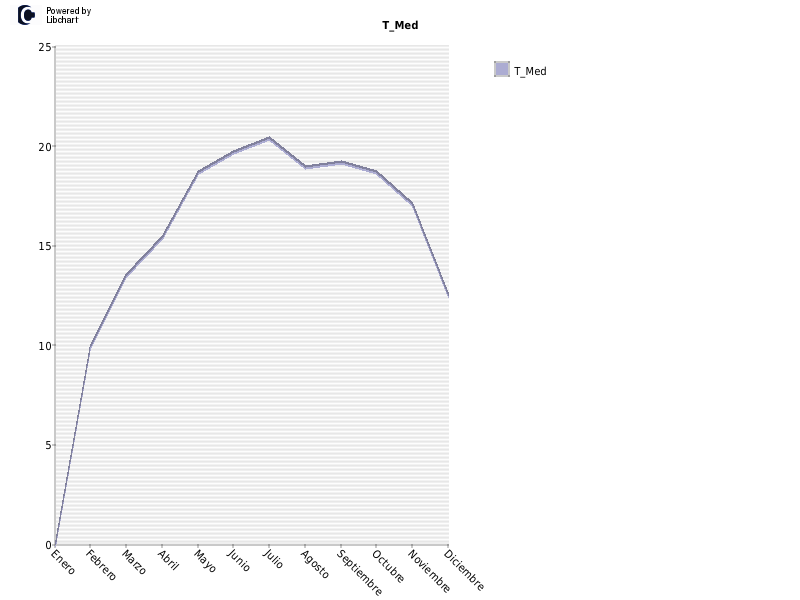 Powered by
Libchart
T_Med
T_Med
25
20
15
10
5
0
Enero
Febrero
Marzo
Abril
Mayo
Junio
Julio
Agosto
Septiembre
Octubre
Noviembre
Diciembre